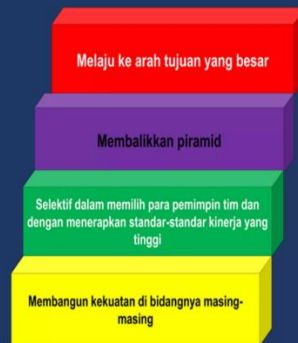 Melaju ke arah tujuan yang besar
Membalikkan piramid
Selektif dalam memilih para pemimpin tim dan
dengan menerapkan standar-standar kinerja yang
tinggi
Membangun kekuatan di bidangnya masing-
masing